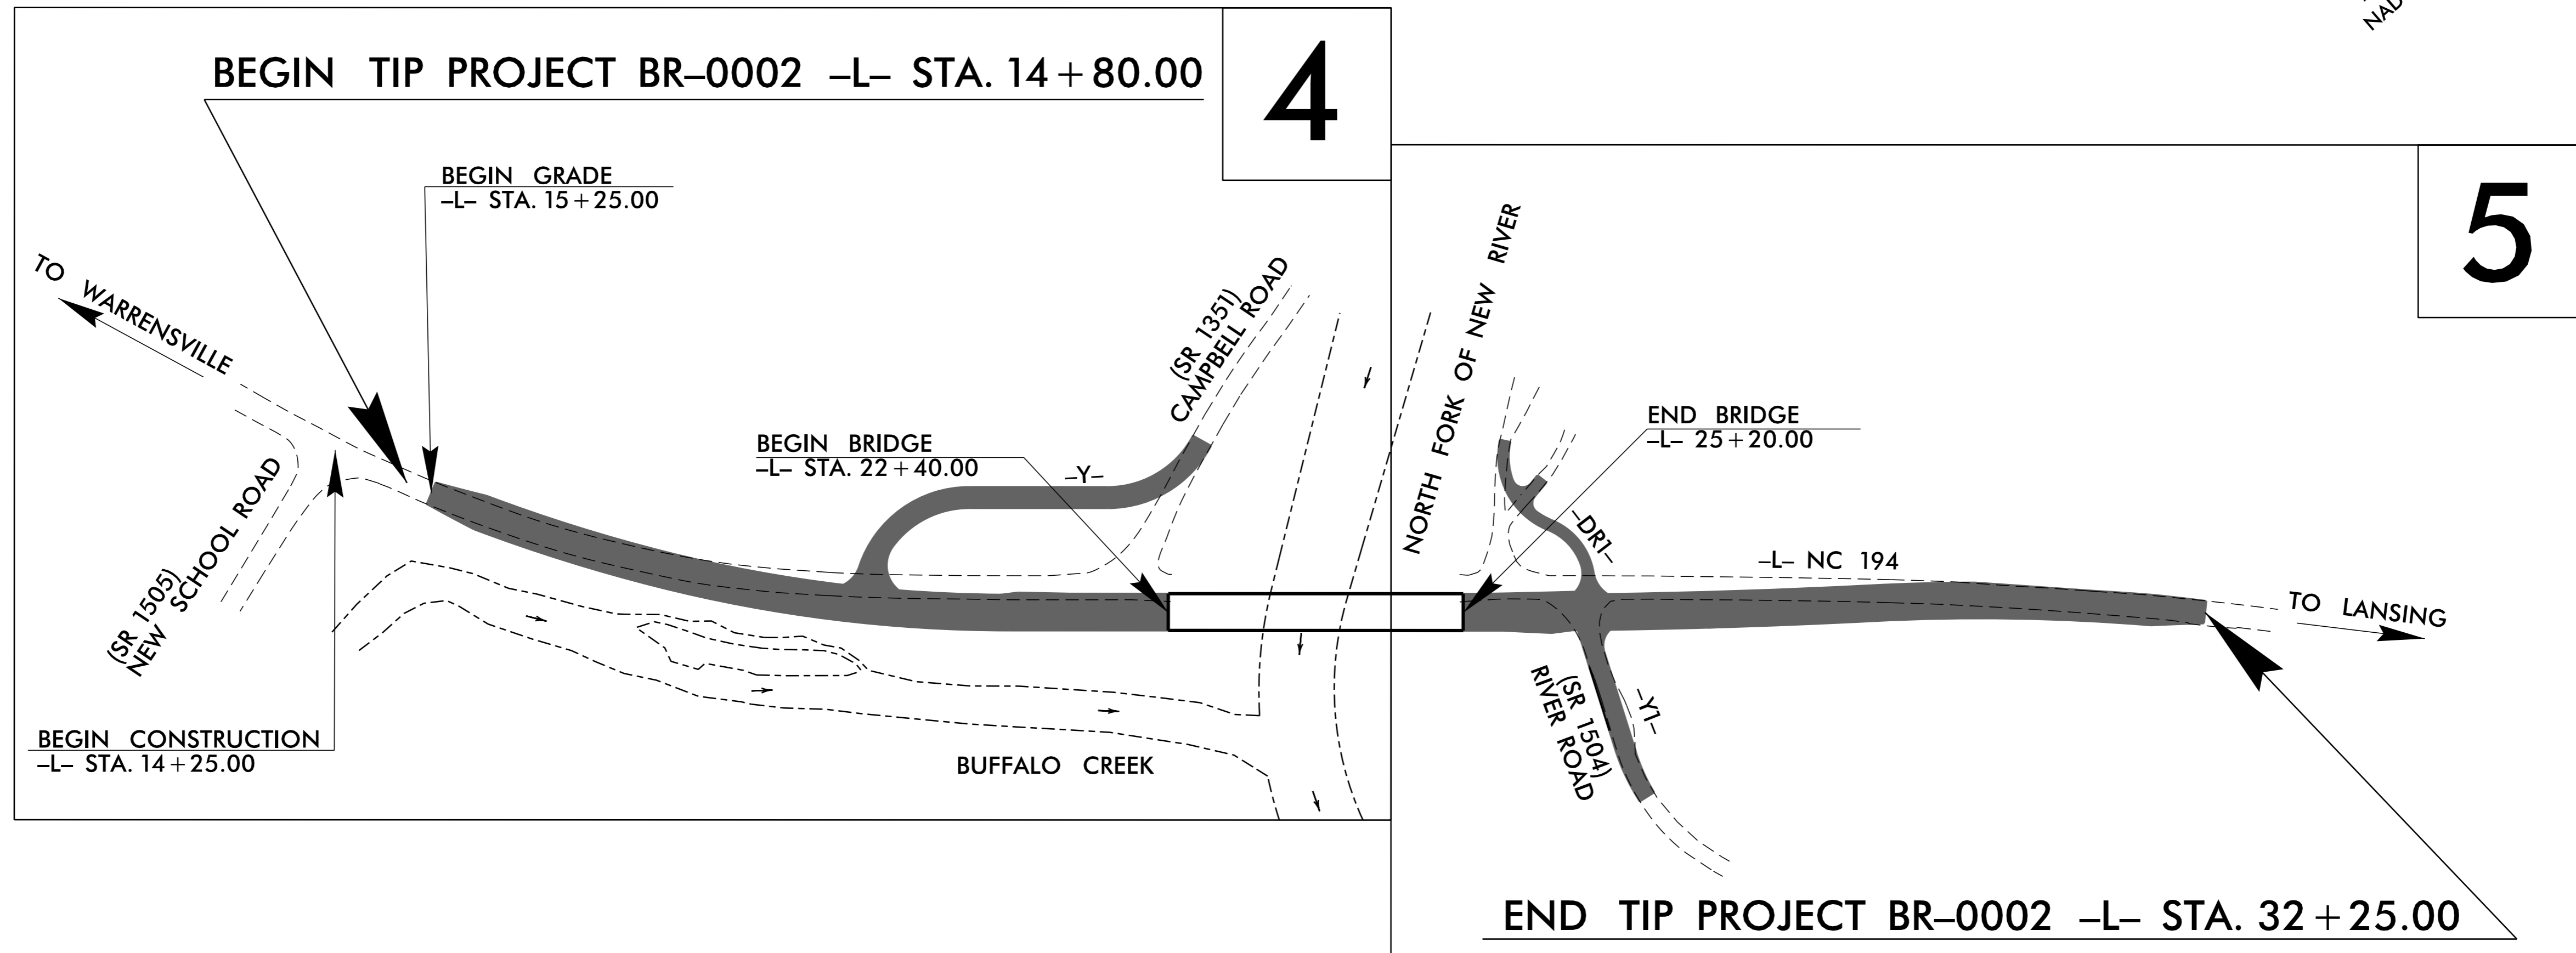 NAD
4
BEGIN TIP PROJECT BR–0002 –L– STA. 14+80.00
5
BEGIN GRADE
–L– STA. 15+25.00
TO WARRENSVILLE
(SR 1351)
CAMPBELL ROAD
NORTH FORK OF NEW RIVER
BEGIN BRIDGE
–L– STA. 22+40.00
–Y–
END BRIDGE
–L– 25+20.00
–DR1–
–L– NC 194
TO LANSING
(SR 1505)
NEW SCHOOL ROAD
(SR 1504)
RIVER ROAD
–Y1–
BEGIN CONSTRUCTION
–L– STA. 14+25.00
BUFFALO CREEK
END TIP PROJECT BR–0002 –L– STA. 32+25.00